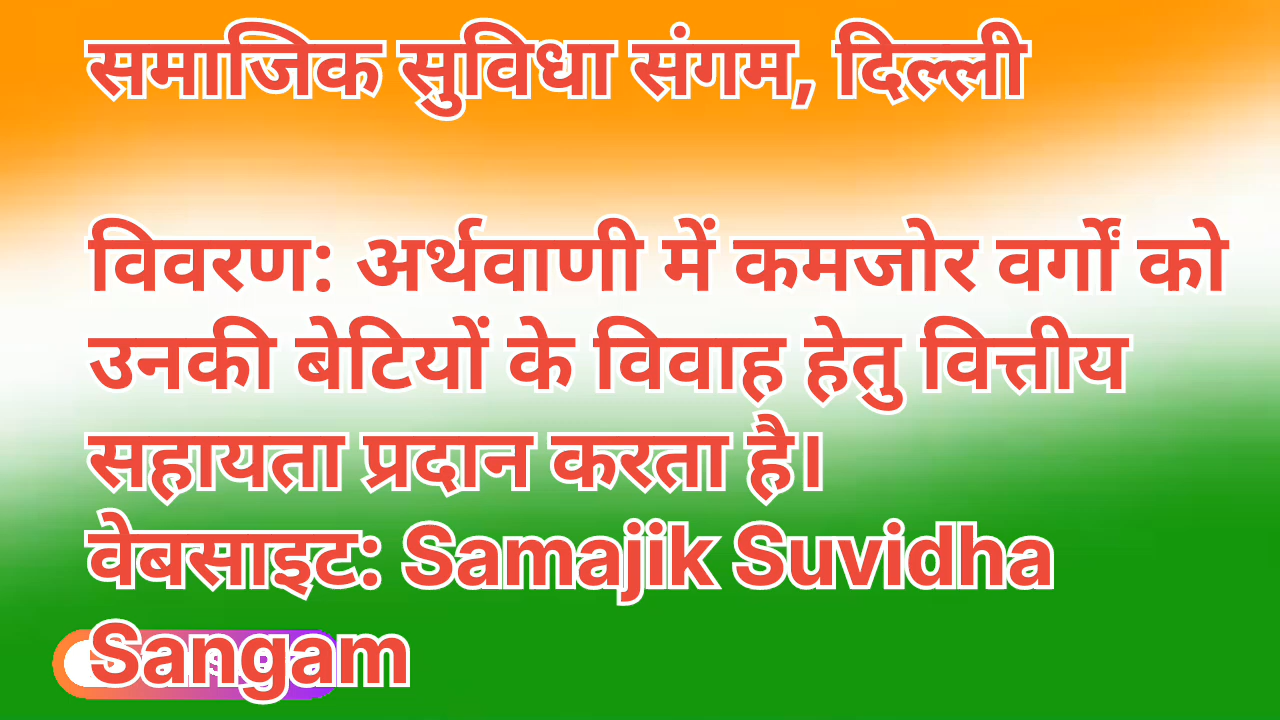 समाजिक सुविधा संगम, दिल्ली
विवरण: अर्थवाणी में कमजोर वर्गों को
उनकी बेटियों के विवाह हेतु वित्तीय
सहायता प्रदान करता है।
वेबसाइट: Samajik Suvidha
Sangam